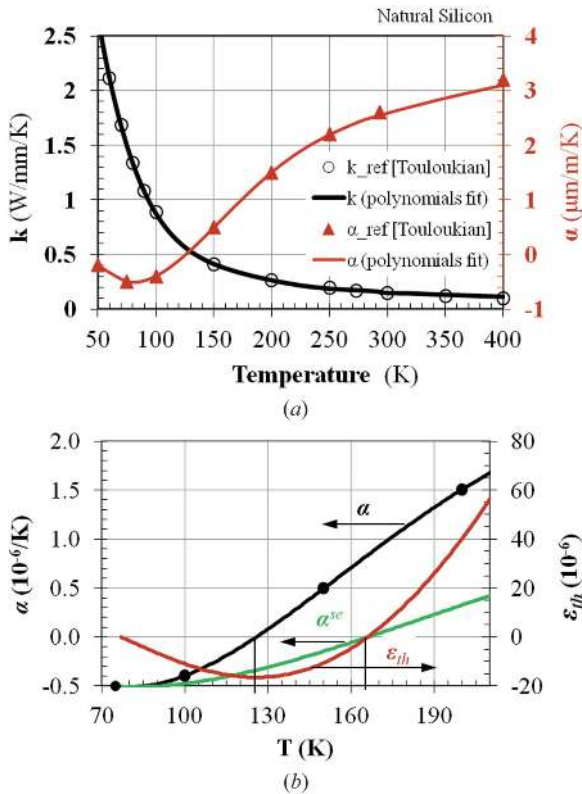 Natural Silicon
2.5
2
1.5
1
0.5
0
k (W/mm/K)
4
3
2
1
0
-1
α (µm/m/K)
k_ref [Touloukian]
k (polynomials fit)
α_ref [Touloukian]
α (polynomials fit)
50 100 150 200 250 300 350 400
Temperature (K)
(a)
2.0
1.5
1.0
0.5
0.0
-0.5
α (10⁻⁶/K)
80
60
40
20
0
-20
εth (10⁻⁶)
α
αˢᵉ
εth
70 100 130 160 190
T (K)
(b)